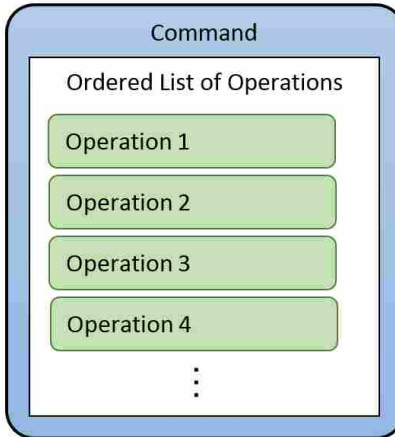 Command
Ordered List of Operations
Operation 1
Operation 2
Operation 3
Operation 4
⋮